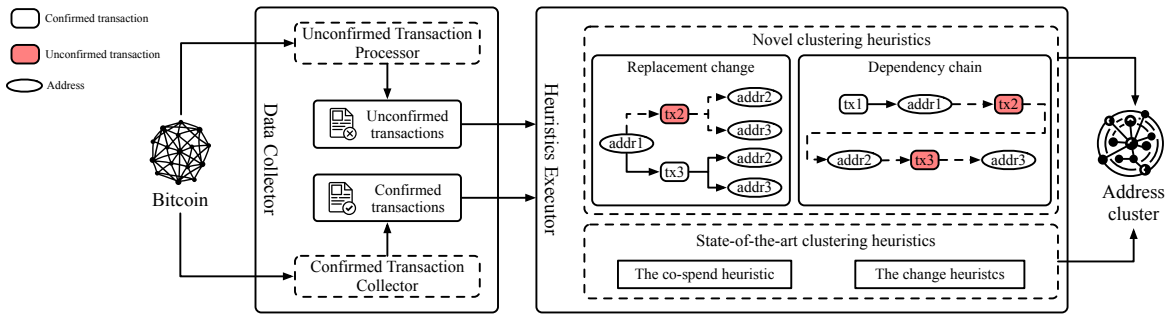 Confirmed transaction
Unconfirmed transaction
Address
Bitcoin
Data Collector
Unconfirmed Transaction
Processor
Unconfirmed
transactions
Confirmed
transactions
Confirmed Transaction
Collector
Heuristics Executor
Novel clustering heuristics
Replacement change
addr1
tx2
addr2
addr3
tx3
addr2
addr3
Dependency chain
tx1
addr1
tx2
addr2
tx3
addr3
State-of-the-art clustering heuristics
The co-spend heuristic
The change heuristcs
Address
cluster